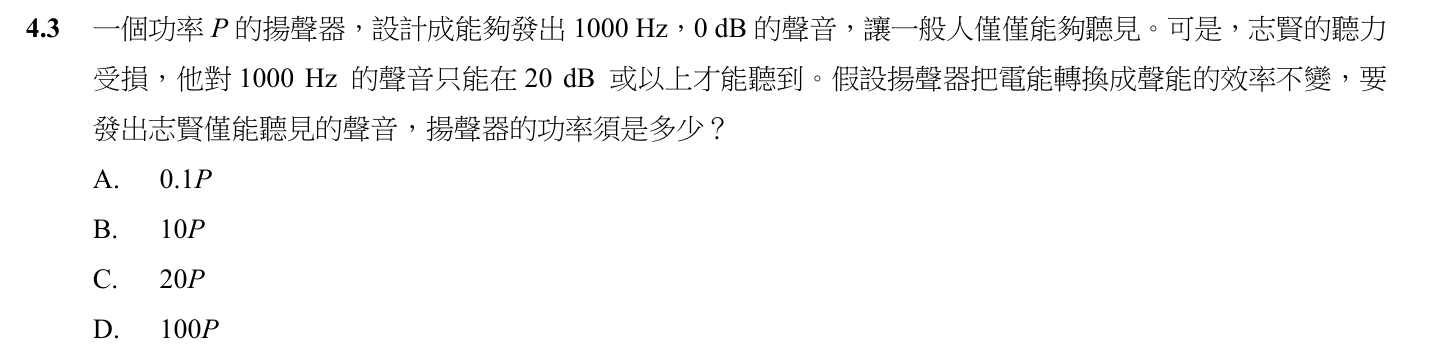 4.3 一個功率 P 的揚聲器，設計成能夠發出 1000 Hz，0 dB 的聲音，讓一般人僅僅能夠聽見。可是，志賢的聽力
受損，他對 1000 Hz 的聲音只能在 20 dB 或以上才能聽到。假設揚聲器把電能轉換成聲能的效率不變，要
發出志賢僅能聽見的聲音，揚聲器的功率須是多少？
A. 0.1P
B. 10P
C. 20P
D. 100P